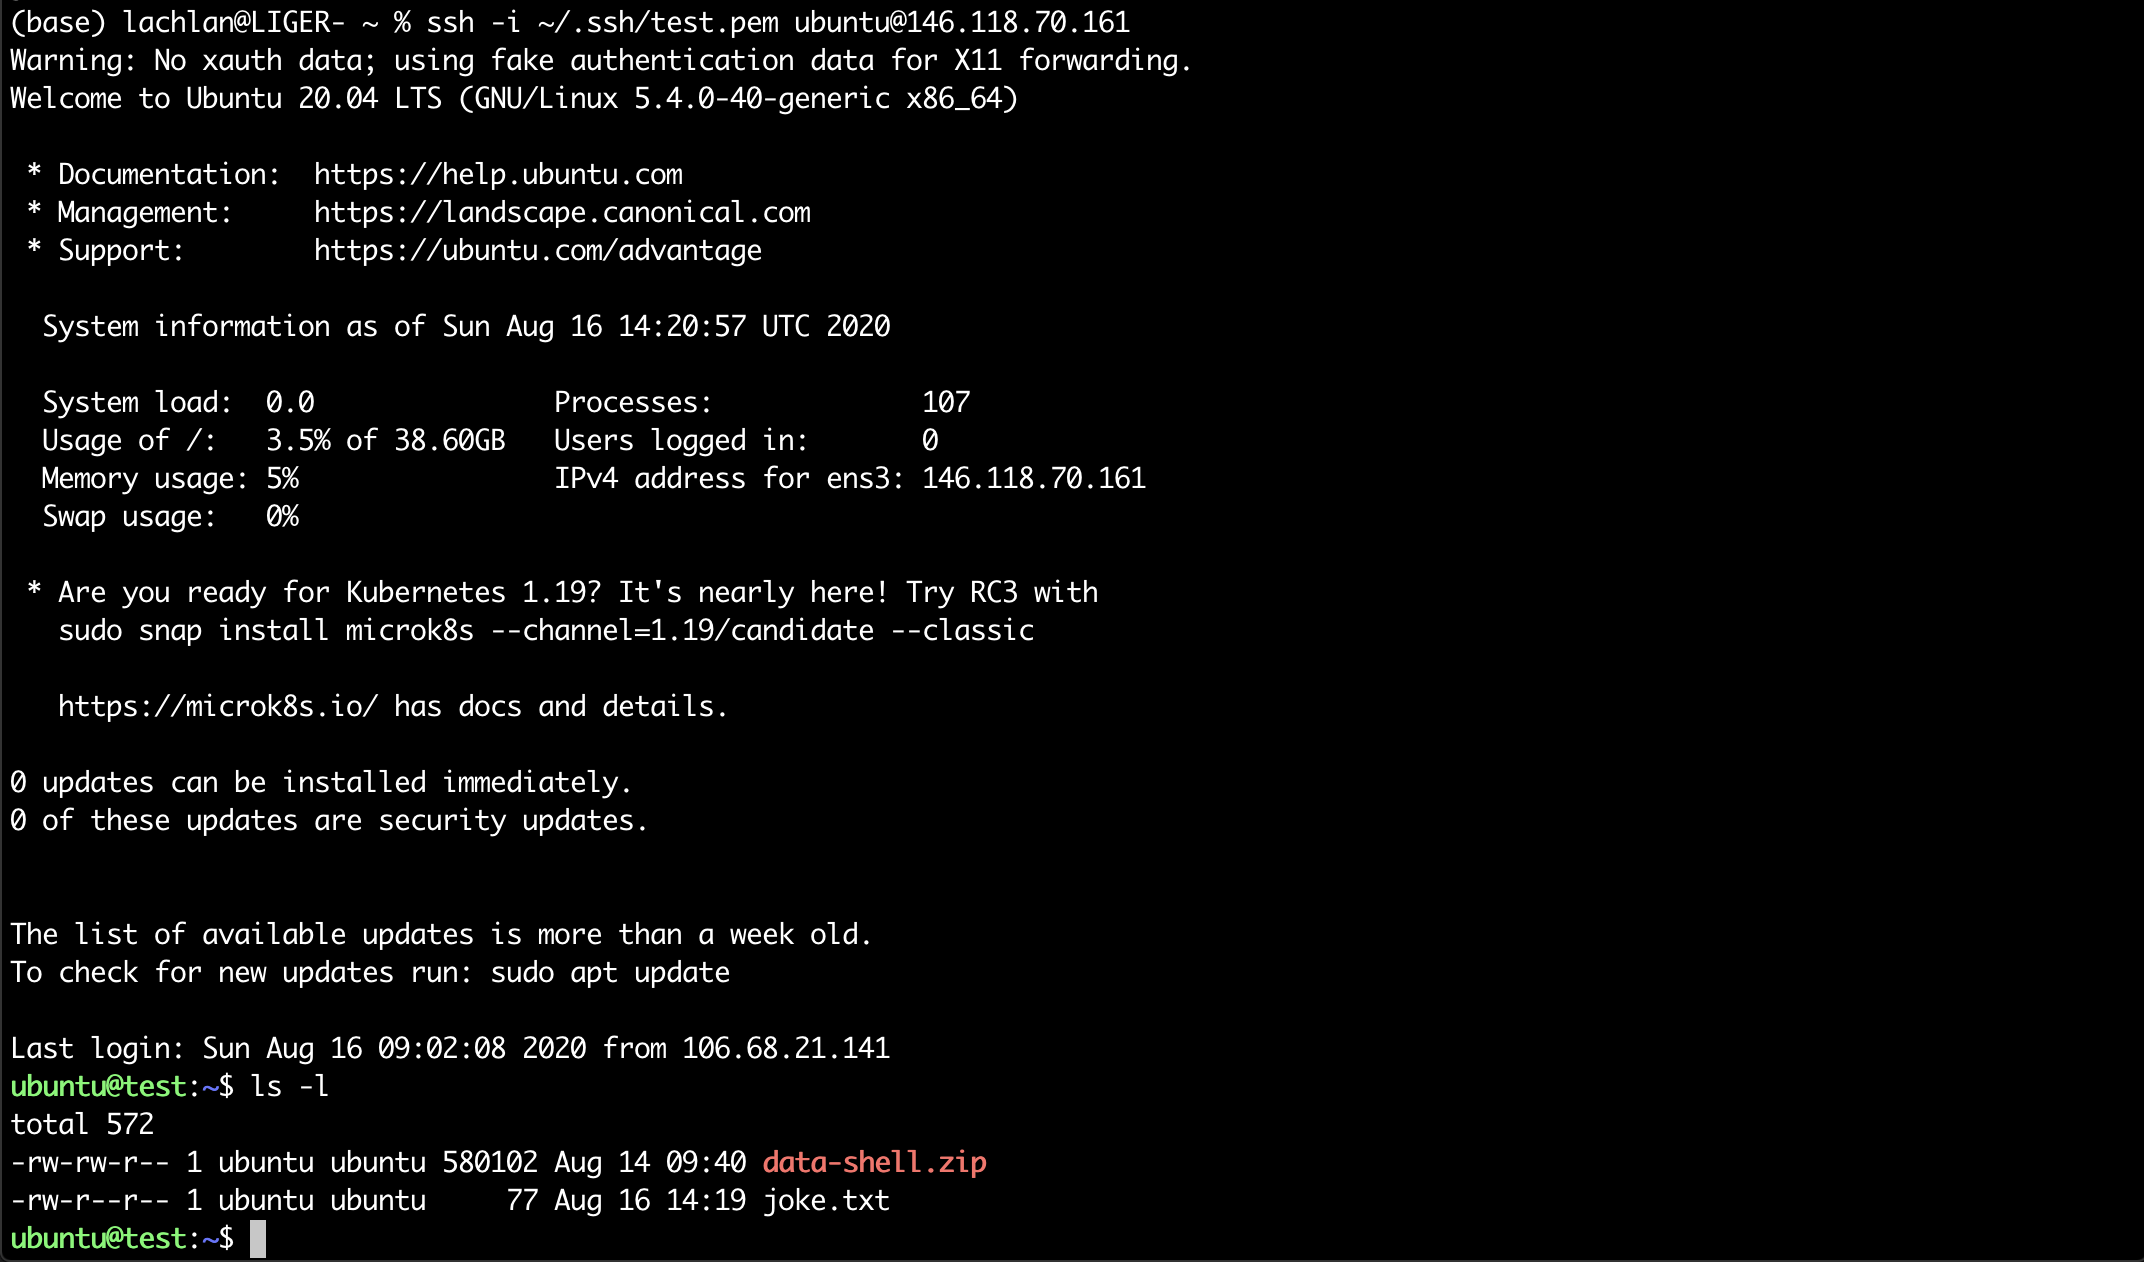 (base) lachlan@LIGER- ~ % ssh -i ~/.ssh/test.pem ubuntu@146.118.70.161
Warning: No xauth data; using fake authentication data for X11 forwarding.
Welcome to Ubuntu 20.04 LTS (GNU/Linux 5.4.0-40-generic x86_64)

 * Documentation:  https://help.ubuntu.com
 * Management:     https://landscape.canonical.com
 * Support:        https://ubuntu.com/advantage

  System information as of Sun Aug 16 14:20:57 UTC 2020

  System load:  0.0               Processes:             107
  Usage of /:   3.5% of 38.60GB   Users logged in:       0
  Memory usage: 5%                IPv4 address for ens3: 146.118.70.161
  Swap usage:   0%

 * Are you ready for Kubernetes 1.19? It's nearly here! Try RC3 with
   sudo snap install microk8s --channel=1.19/candidate --classic

   https://microk8s.io/ has docs and details.

0 updates can be installed immediately.
0 of these updates are security updates.


The list of available updates is more than a week old.
To check for new updates run: sudo apt update

Last login: Sun Aug 16 09:02:08 2020 from 106.68.21.141
ubuntu@test:~$ ls -l
total 572
-rw-rw-r-- 1 ubuntu ubuntu 580102 Aug 14 09:40 data-shell.zip
-rw-r--r-- 1 ubuntu ubuntu     77 Aug 16 14:19 joke.txt
ubuntu@test:~$